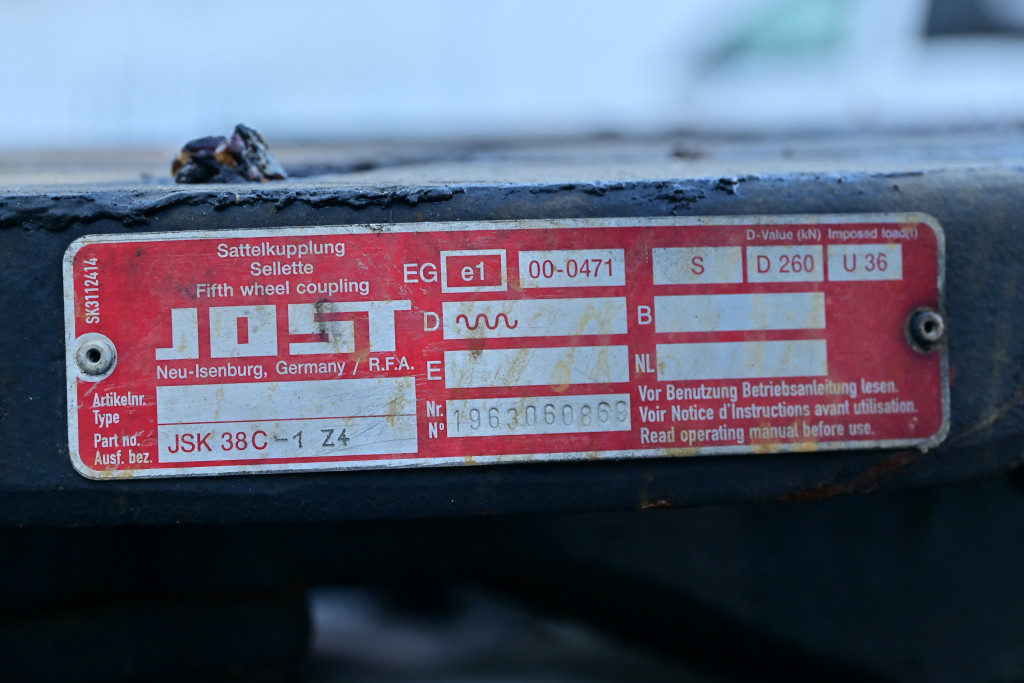 SK3112414
Sattelkupplung
Sellette
Fifth wheel coupling
JOST
Neu-Isenburg, Germany / R.F.A.
Artikelnr.
Type
Part no.
Ausf. bez.
JSK 38C-1 Z4
EG e1 00-0471
D
E
Nr.
N° 1963060869
D-Value (kN) Imposed load(t)
S D 260 U 36
B
NL
Vor Benutzung Betriebsanleitung lesen.
Voir Notice d'Instructions avant utilisation.
Read operating manual before use.